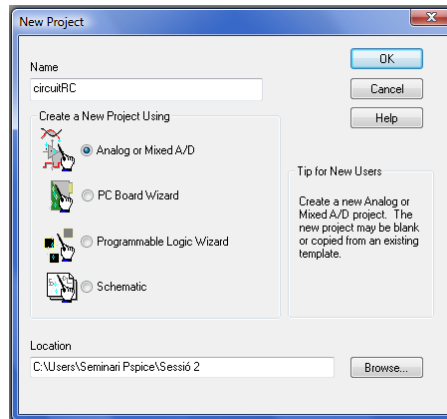 New Project
Name
circuitRC
OK
Cancel
Help
Create a New Project Using
Analog or Mixed A/D
PC Board Wizard
Programmable Logic Wizard
Schematic
Tip for New Users
Create a new Analog or
Mixed A/D project. The
new project may be blank
or copied from an existing
template.
Location
C:\Users\Seminari Pspice\Sessió 2
Browse...